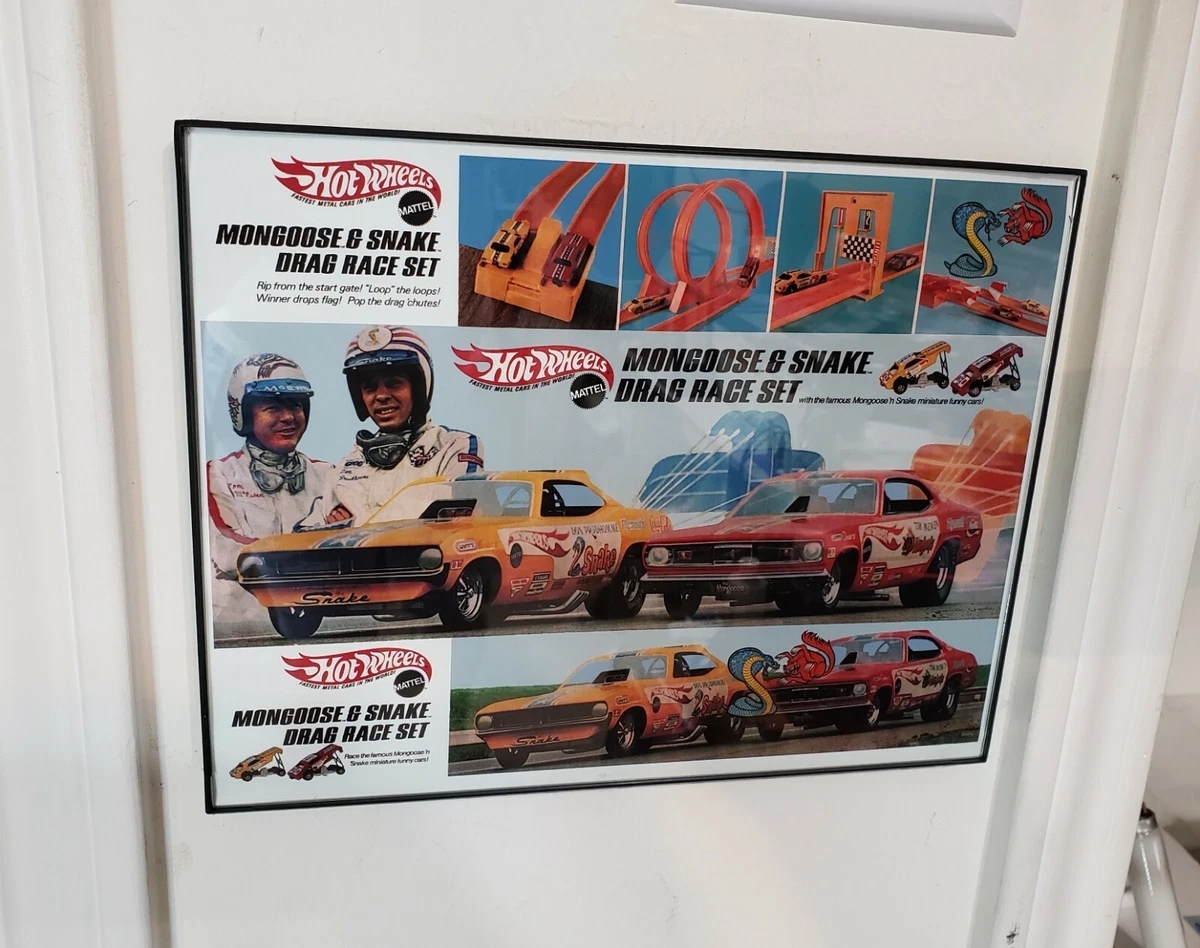 HOT WHEELS
FASTEST METAL CARS IN THE WORLD!
MATTEL
MONGOOSE & SNAKE
DRAG RACE SET
Rip from the start gate! "Loop" the loops!
Winner drops flag! Pop the drag 'chutes!
HOT WHEELS
FASTEST METAL CARS IN THE WORLD!
MATTEL
MONGOOSE & SNAKE
DRAG RACE SET
with the famous Mongoose 'n Snake miniature funny cars!
Snake
Plymouth
Snake
Snake
Mongoose
HOT WHEELS
FASTEST METAL CARS IN THE WORLD!
MATTEL
MONGOOSE & SNAKE
DRAG RACE SET
Race the famous Mongoose 'n
Snake miniature funny cars!
Snake
Snake